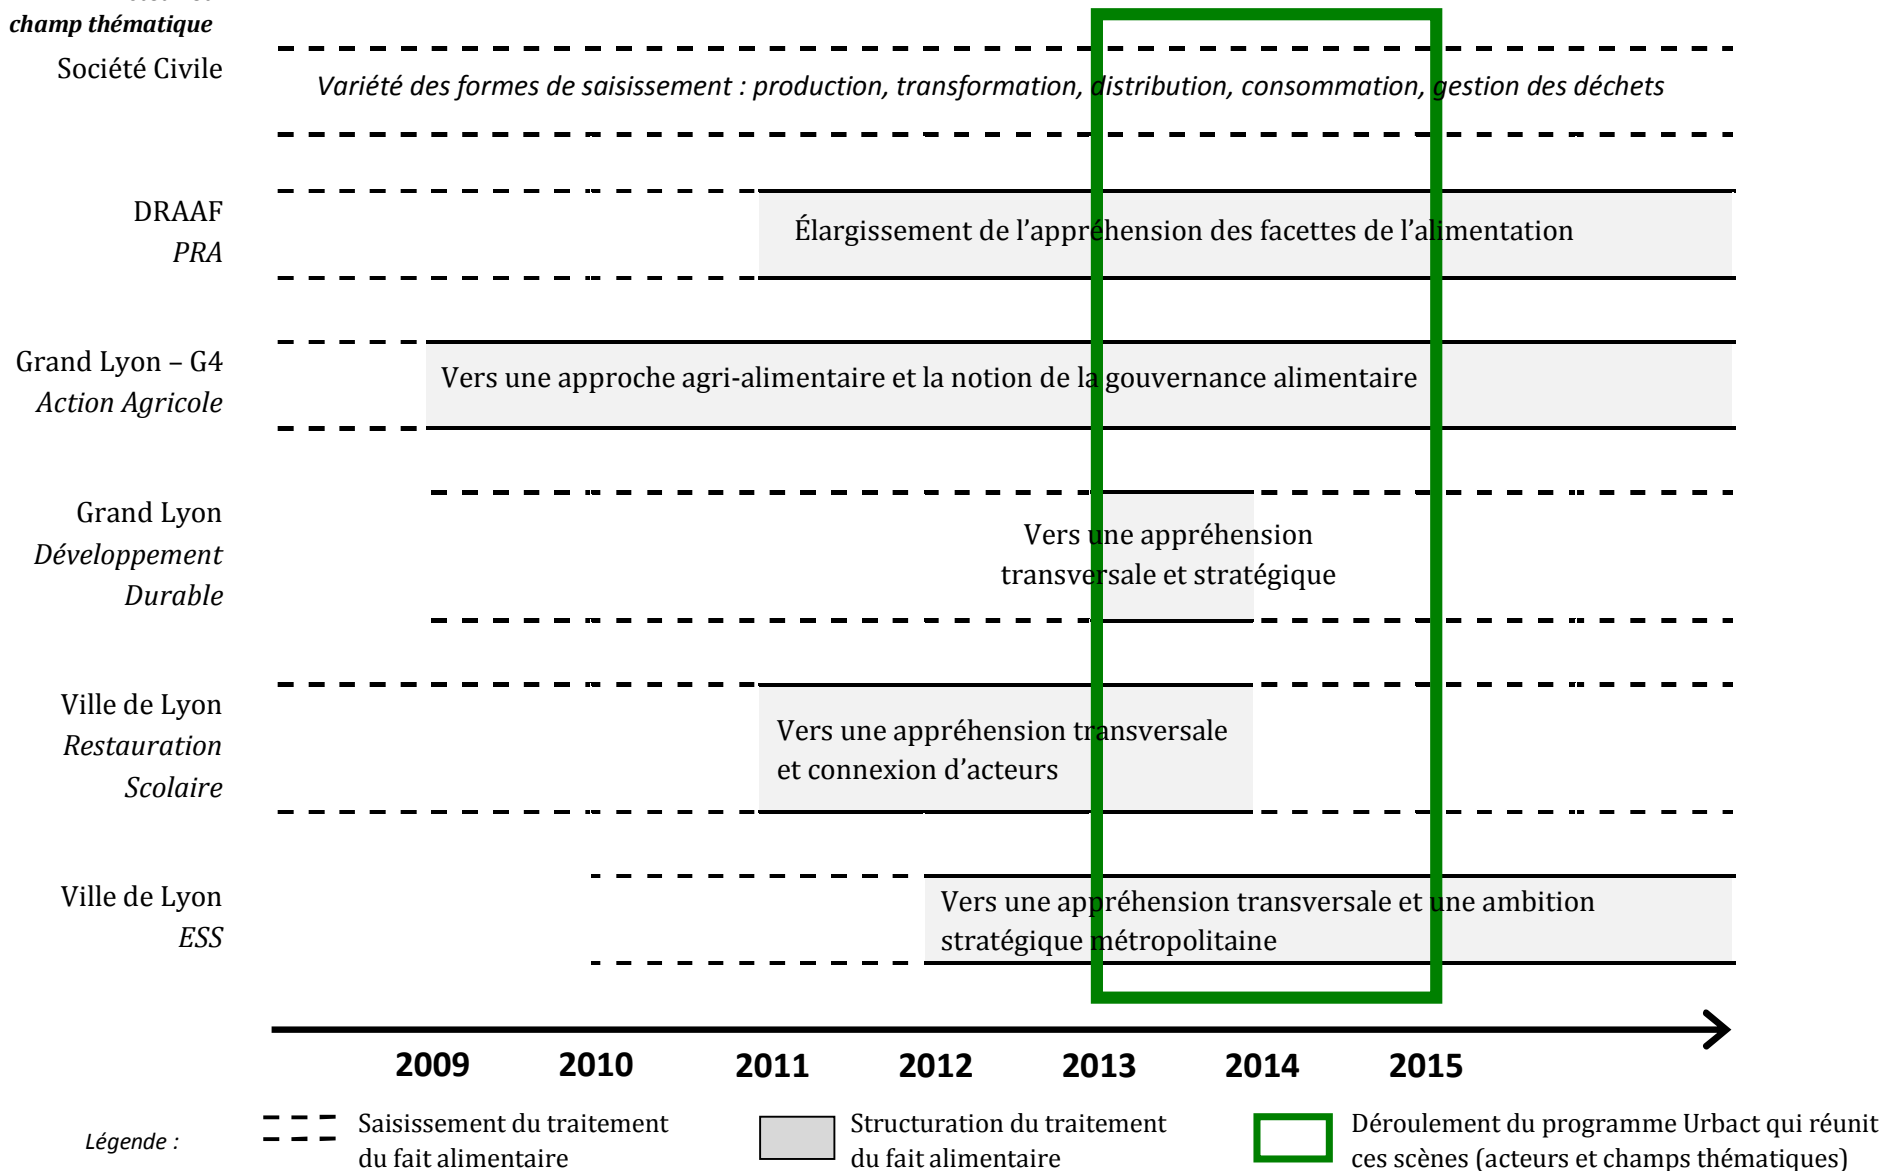 champ thématique
Société Civile
Variété des formes de saisissement : production, transformation, distribution, consommation, gestion des déchets
DRAAF
PRA
Élargissement de l'appréhension des facettes de l'alimentation
Grand Lyon – G4
Action Agricole
Vers une approche agri-alimentaire et la notion de la gouvernance alimentaire
Grand Lyon
Développement
Durable
Vers une appréhension
transversale et stratégique
Ville de Lyon
Restauration
Scolaire
Vers une appréhension transversale
et connexion d'acteurs
Ville de Lyon
ESS
Vers une appréhension transversale et une ambition
stratégique métropolitaine
2009 2010 2011 2012 2013 2014 2015
Légende :
Saisissement du traitement
du fait alimentaire
Structuration du traitement
du fait alimentaire
Déroulement du programme Urbact qui réunit
ces scènes (acteurs et champs thématiques)